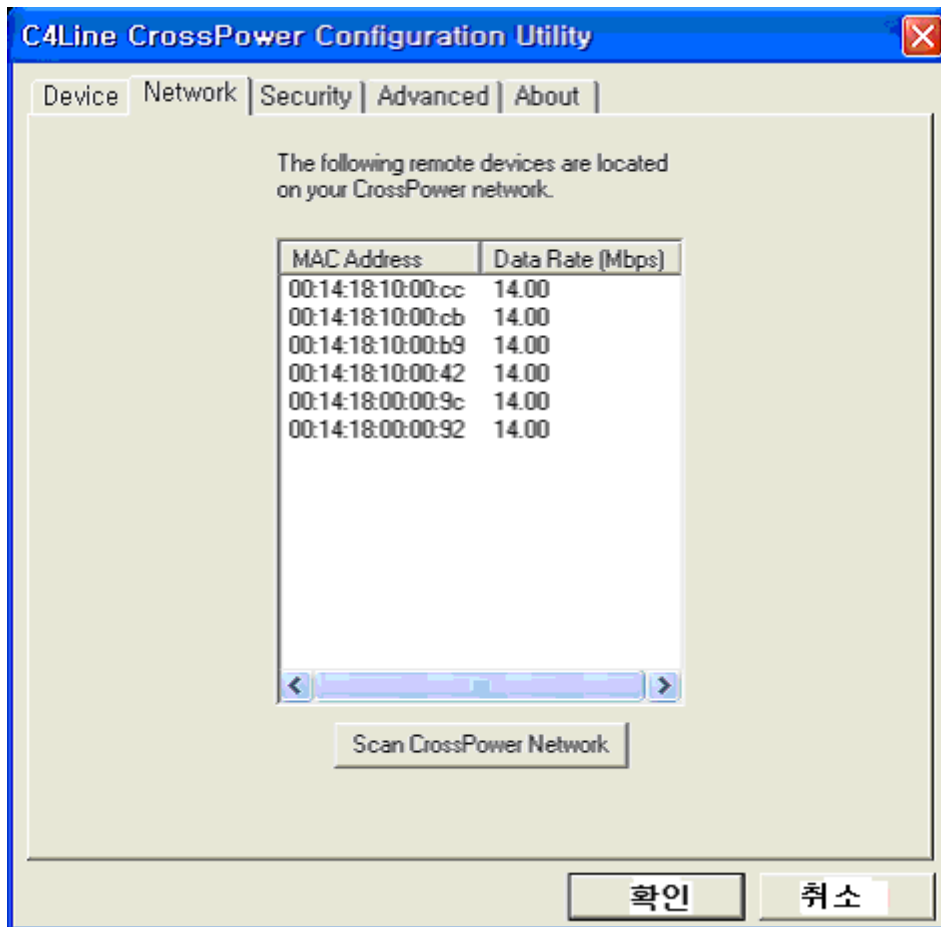 C4Line CrossPower Configuration Utility
Device Network Security Advanced About
The following remote devices are located
on your CrossPower network.
MAC Address Data Rate (Mbps)
00:14:18:10:00:cc 14.00
00:14:18:10:00:cb 14.00
00:14:18:10:00:b9 14.00
00:14:18:10:00:42 14.00
00:14:18:00:00:9c 14.00
00:14:18:00:00:92 14.00
Scan CrossPower Network
확인 취소